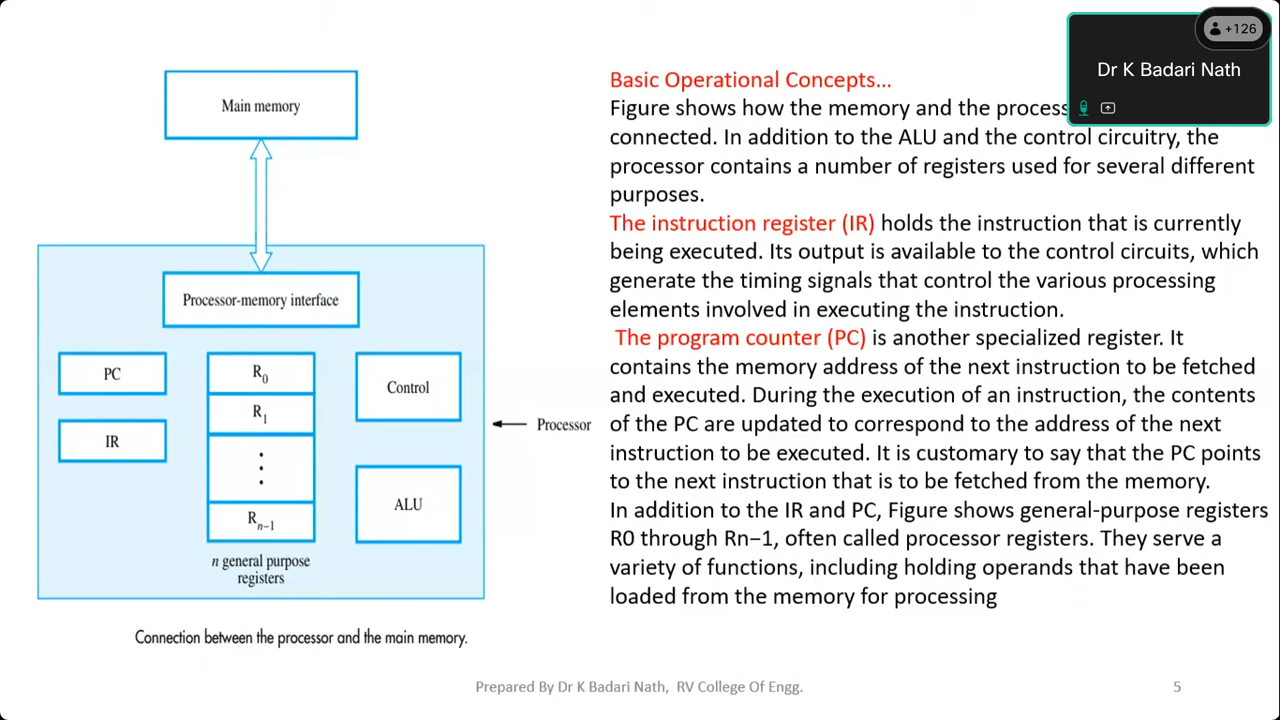 +126
Dr K Badari Nath
Main memory
Processor-memory interface
PC
IR
R0
R1
⋮
Rn–1
n general purpose
registers
Control
ALU
Processor
Connection between the processor and the main memory.
Basic Operational Concepts...
Figure shows how the memory and the
connected. In addition to the ALU and the control circuitry, the
processor contains a number of registers used for several different
purposes.
The instruction register (IR) holds the instruction that is currently
being executed. Its output is available to the control circuits, which
generate the timing signals that control the various processing
elements involved in executing the instruction.
The program counter (PC) is another specialized register. It
contains the memory address of the next instruction to be fetched
and executed. During the execution of an instruction, the contents
of the PC are updated to correspond to the address of the next
instruction to be executed. It is customary to say that the PC points
to the next instruction that is to be fetched from the memory.
In addition to the IR and PC, Figure shows general-purpose registers
R0 through Rn−1, often called processor registers. They serve a
variety of functions, including holding operands that have been
loaded from the memory for processing
Prepared By Dr K Badari Nath, RV College Of Engg.
5